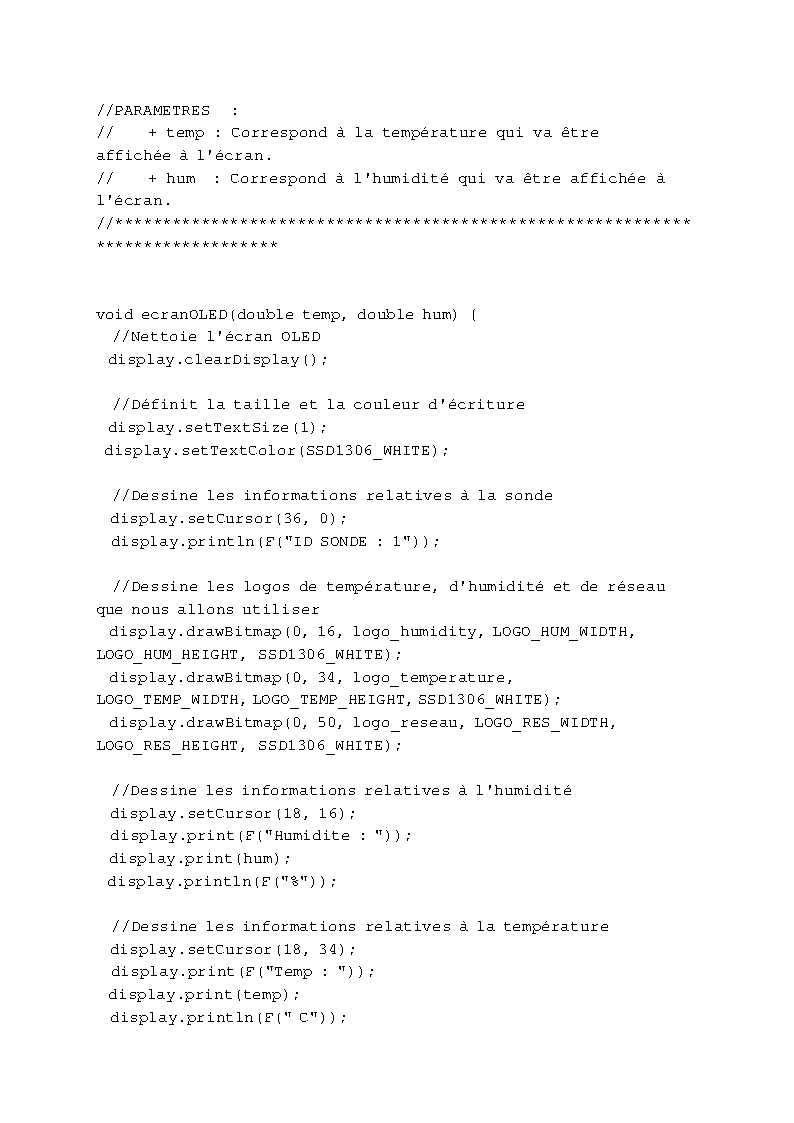 //PARAMETRES  :
//    + temp : Correspond à la température qui va être
affichée à l'écran.
//    + hum  : Correspond à l'humidité qui va être affichée à
l'écran.
//************************************************************
*******************
void ecranOLED(double temp, double hum) {
  //Nettoie l'écran OLED
  display.clearDisplay();
  //Définit la taille et la couleur d'écriture
  display.setTextSize(1);
  display.setTextColor(SSD1306_WHITE);
  //Dessine les informations relatives à la sonde
  display.setCursor(36, 0);
  display.println(F("ID SONDE : 1"));
  //Dessine les logos de température, d'humidité et de réseau
que nous allons utiliser
  display.drawBitmap(0, 16, logo_humidity, LOGO_HUM_WIDTH,
LOGO_HUM_HEIGHT, SSD1306_WHITE);
  display.drawBitmap(0, 34, logo_temperature,
LOGO_TEMP_WIDTH, LOGO_TEMP_HEIGHT, SSD1306_WHITE);
  display.drawBitmap(0, 50, logo_reseau, LOGO_RES_WIDTH,
LOGO_RES_HEIGHT, SSD1306_WHITE);
  //Dessine les informations relatives à l'humidité
  display.setCursor(18, 16);
  display.print(F("Humidite : "));
  display.print(hum);
  display.println(F("%"));
  //Dessine les informations relatives à la température
  display.setCursor(18, 34);
  display.print(F("Temp : "));
  display.print(temp);
  display.println(F(" C"));